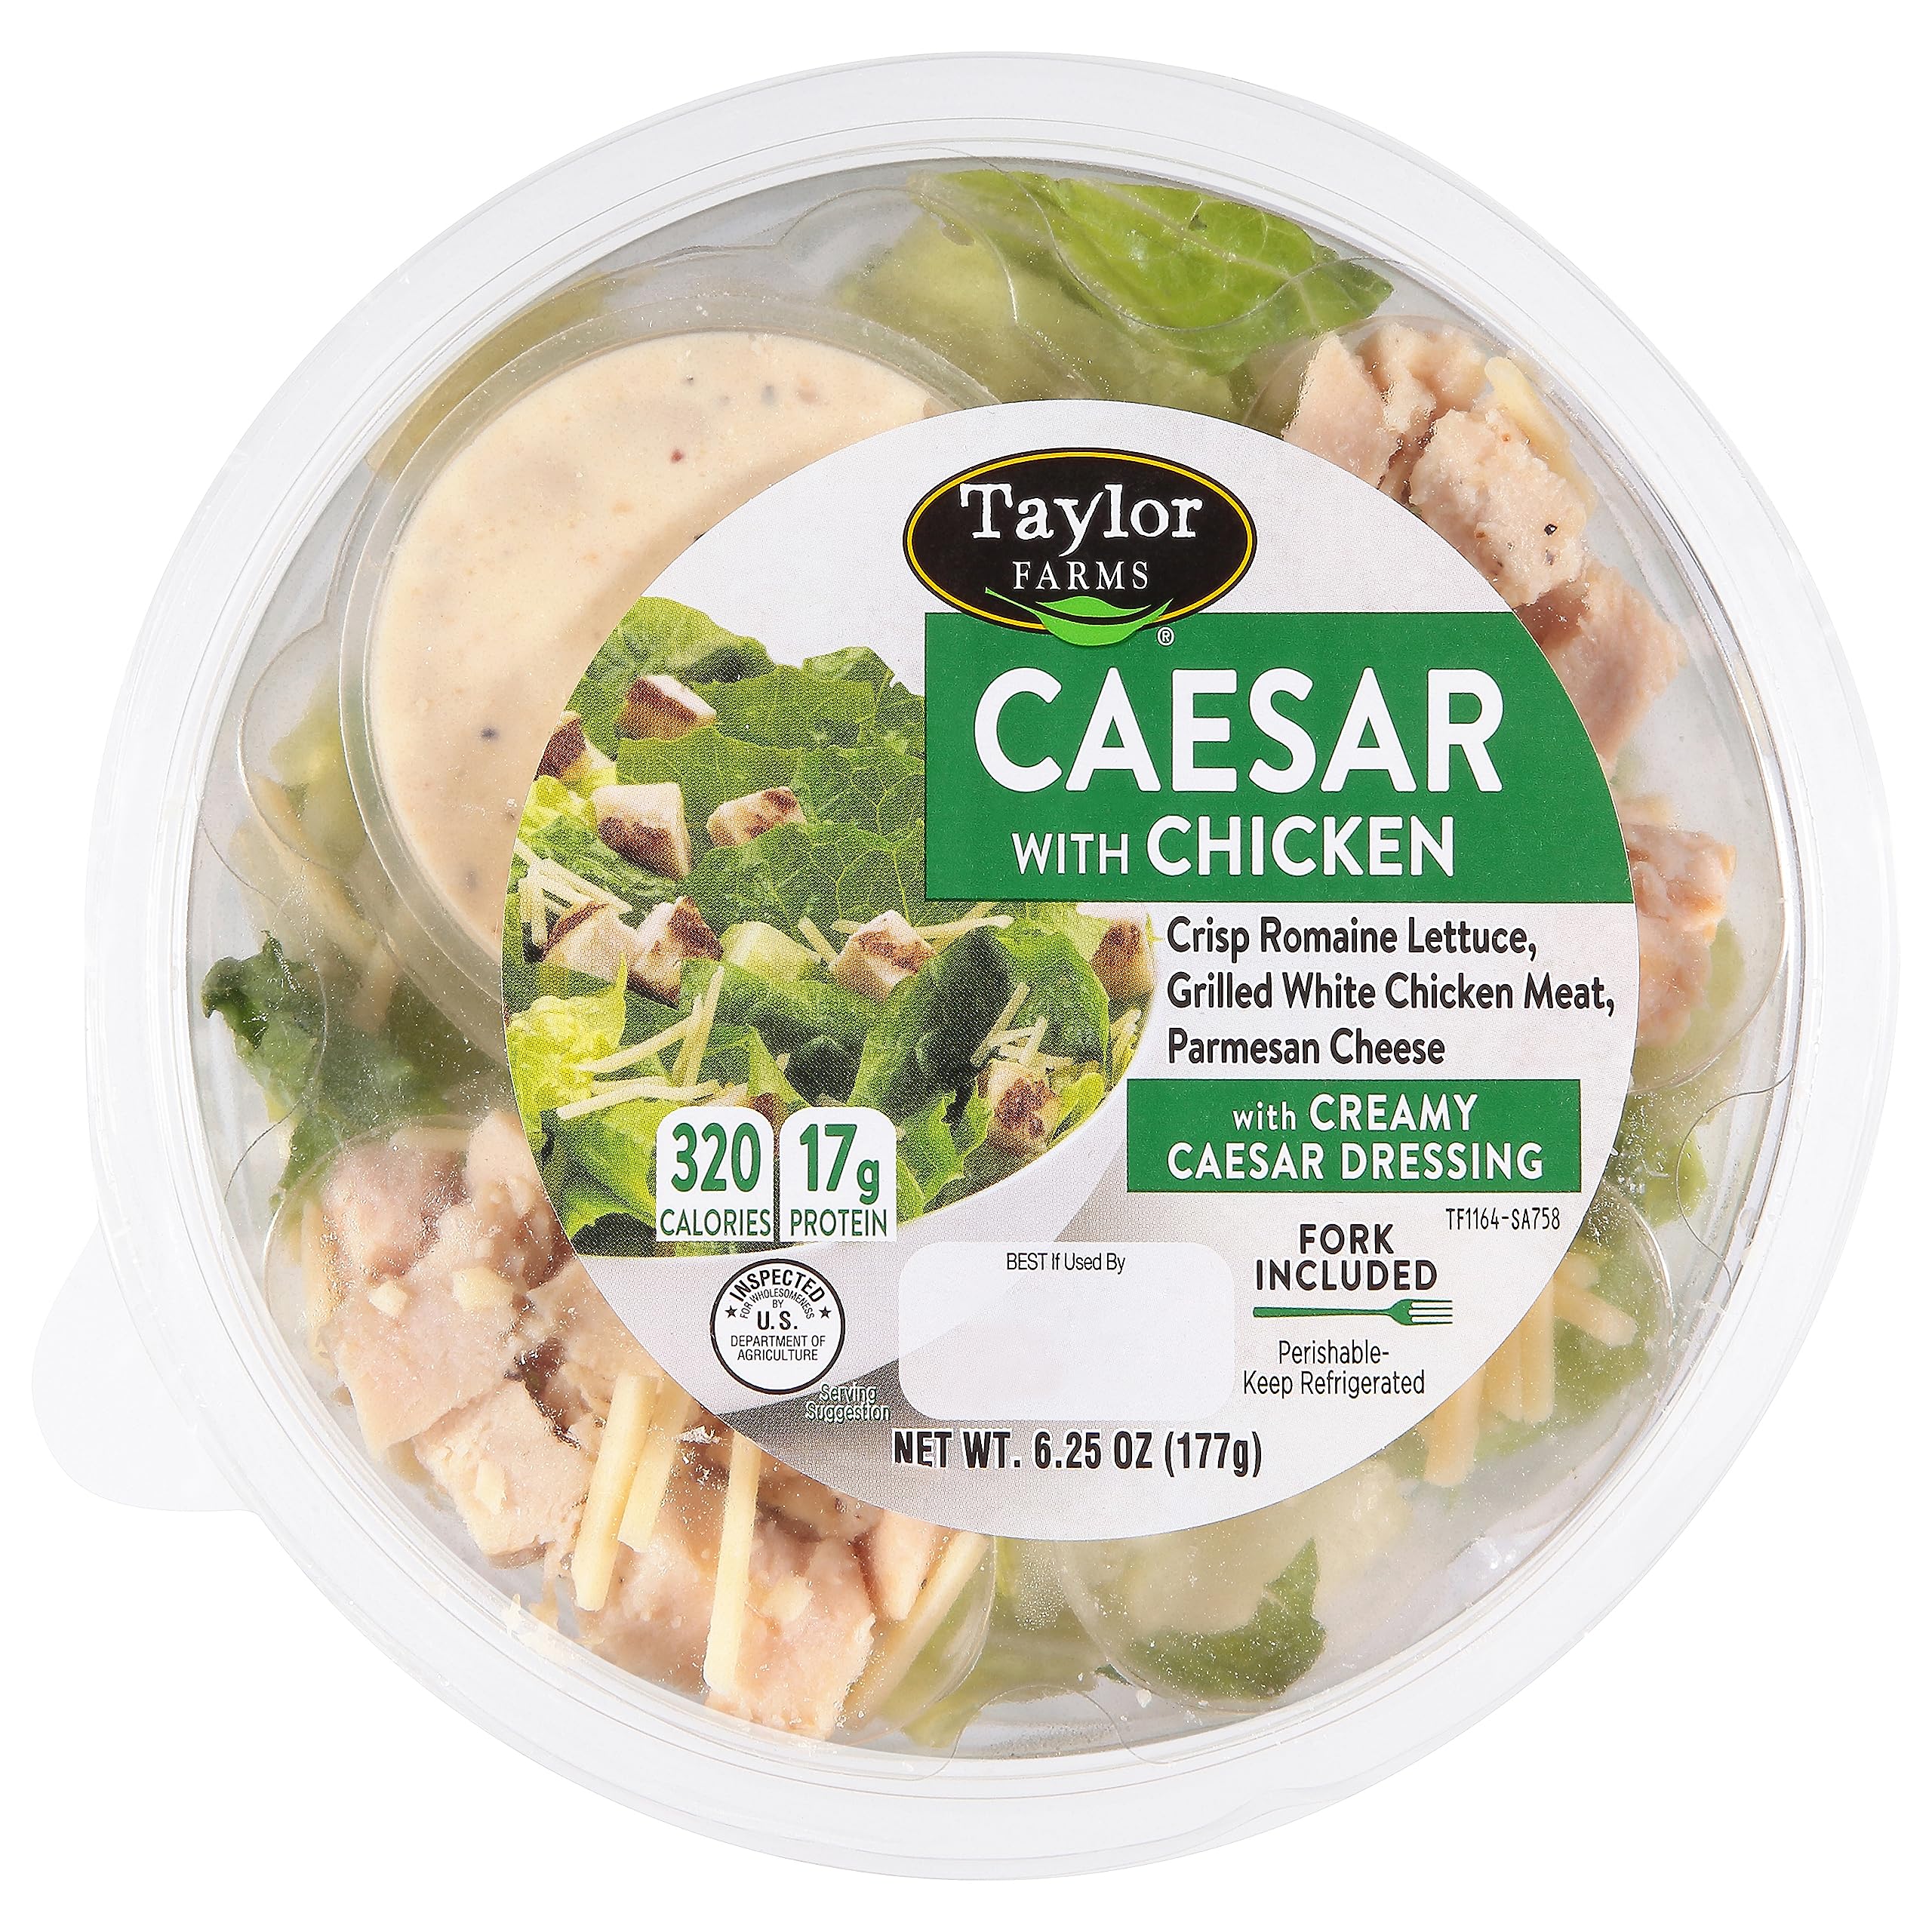 Taylor
FARMS
®
CAESAR
WITH CHICKEN
Crisp Romaine Lettuce,
Grilled White Chicken Meat,
Parmesan Cheese
with CREAMY
CAESAR DRESSING
TF1164-SA758
320
CALORIES
17g
PROTEIN
INSPECTED
FOR WHOLESOMENESS
BY
U.S.
DEPARTMENT OF
AGRICULTURE
Serving
Suggestion
BEST If Used By
FORK
INCLUDED
Perishable-
Keep Refrigerated
NET WT. 6.25 OZ (177g)